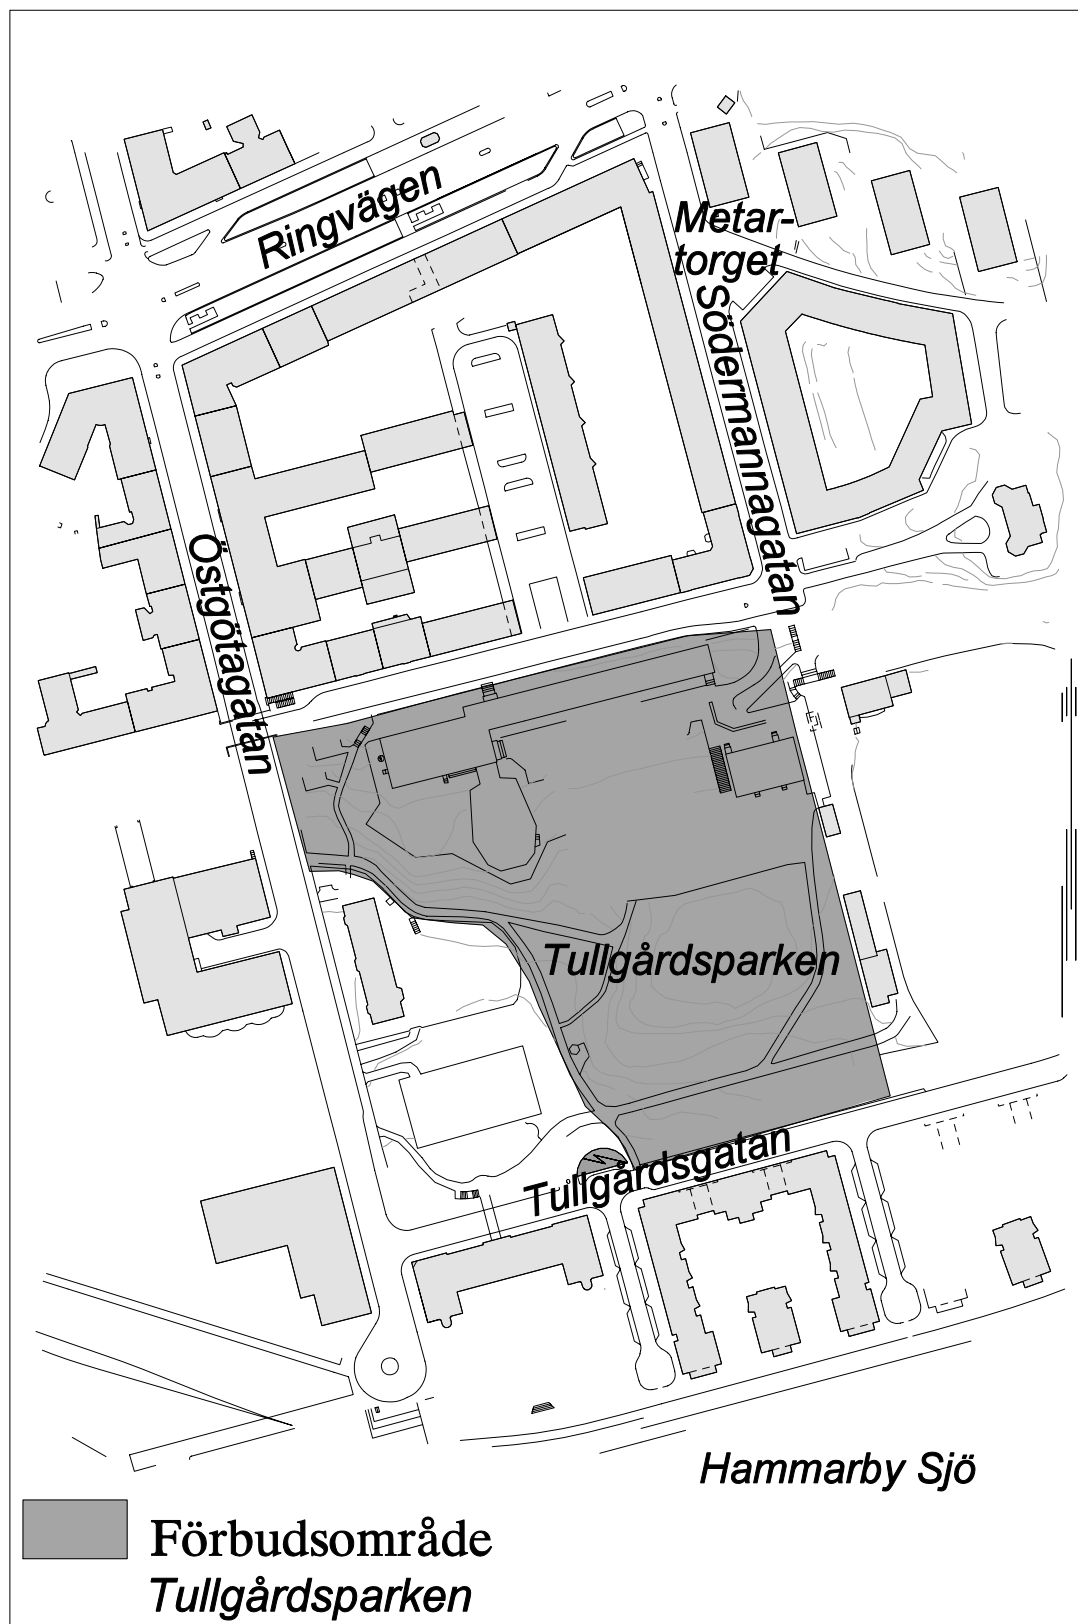 Ringvägen
Metar-
torget
Södermannagatan
Östgötagatan
Tullgårdsparken
Tullgårdsgatan
Hammarby Sjö
Förbudsområde
Tullgårdsparken